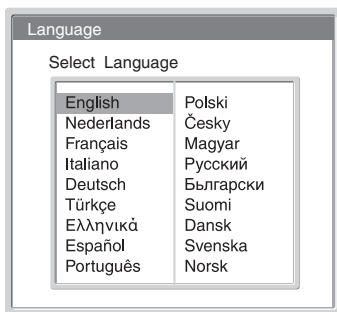 Language
Select Language
English
Nederlands
Français
Italiano
Deutsch
Türkçe
Ελληνικά
Español
Português
Polski
Česky
Magyar
Русский
Бьлгарски
Suomi
Dansk
Svenska
Norsk